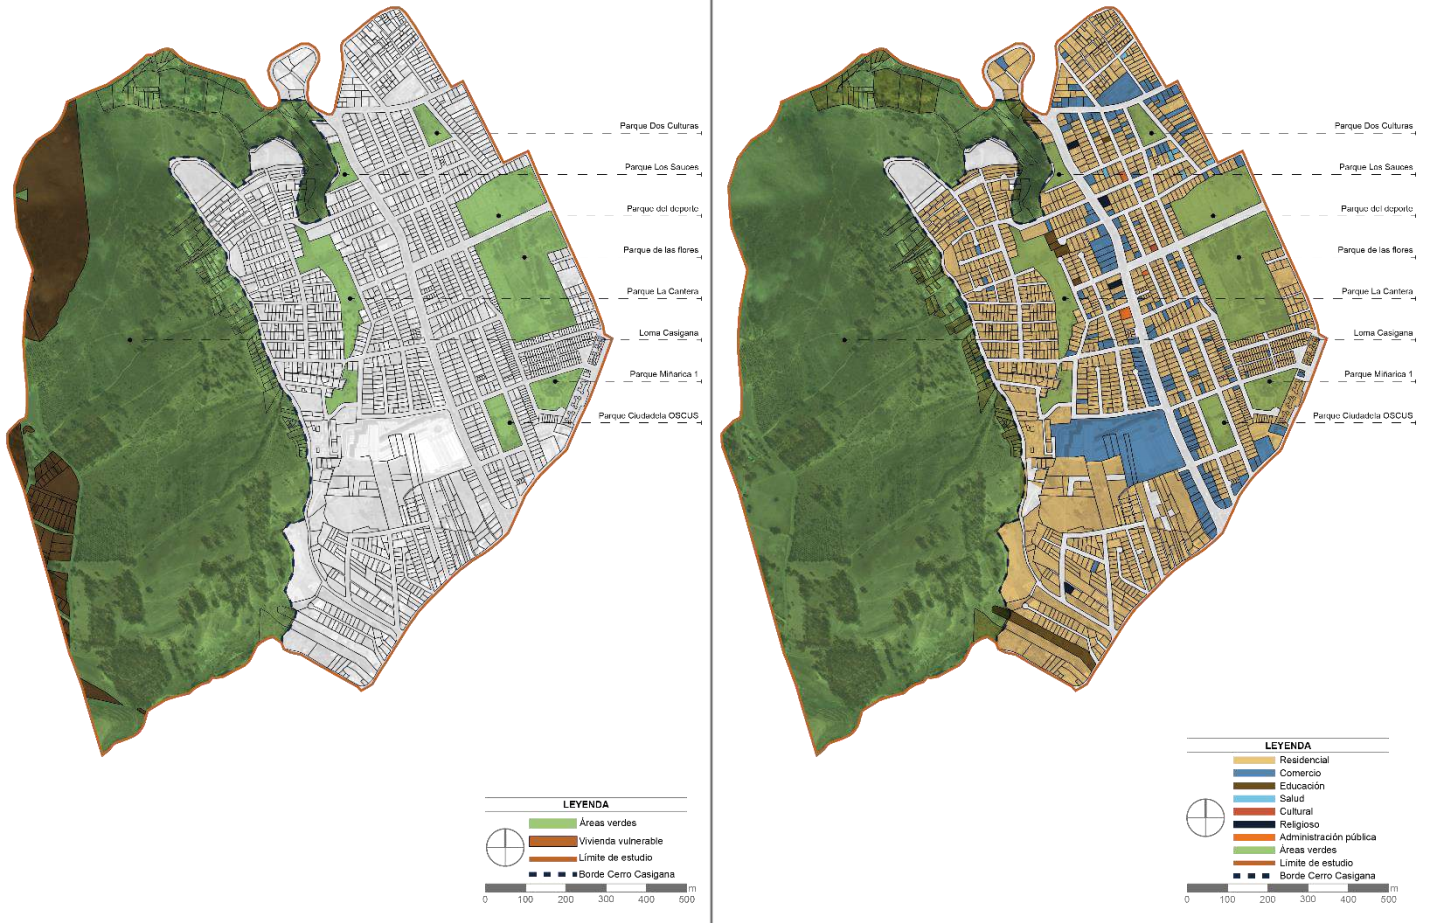 Parque Dos Culturas
Parque Los Sauces
Parque del deporte
Parque de las flores
Parque La Cantera
Loma Casigana
Parque Miñarica 1
Parque Ciudadela OSCUS
LEYENDA
Áreas verdes
Vivienda vulnerable
Límite de estudio
Borde Cerro Casigana
0 100 200 300 400 500 m
Parque Dos Culturas
Parque Los Sauces
Parque del deporte
Parque de las flores
Parque La Cantera
Loma Casigana
Parque Miñarica 1
Parque Ciudadela OSCUS
LEYENDA
Residencial
Comercio
Educación
Salud
Cultural
Religioso
Administración pública
Áreas verdes
Límite de estudio
Borde Cerro Casigana
0 100 200 300 400 500 m